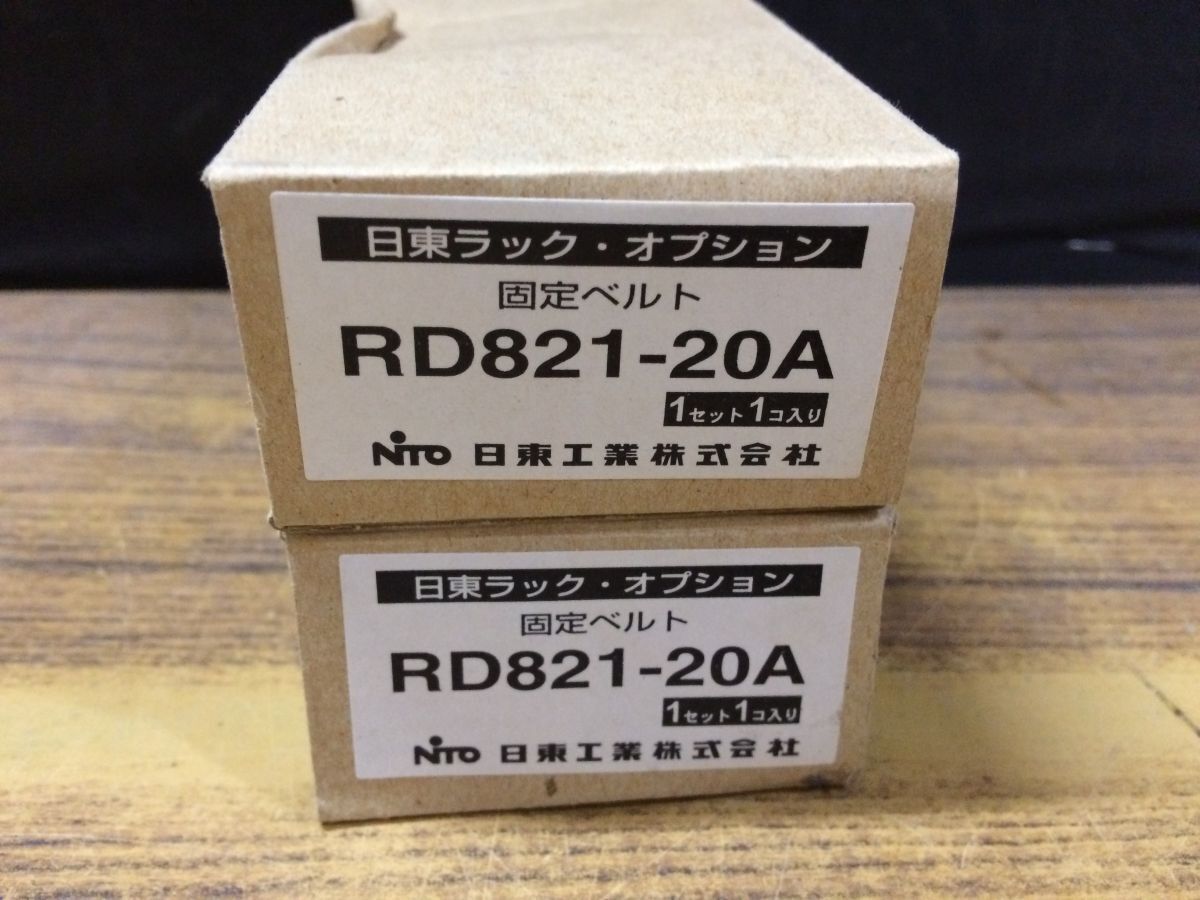 日東ラック・オプション
固定ベルト
RD821-20A
1セット1コ入り
NITO 日東工業株式会社
日東ラック・オプション
固定ベルト
RD821-20A
1セット1コ入り
NITO 日東工業株式会社